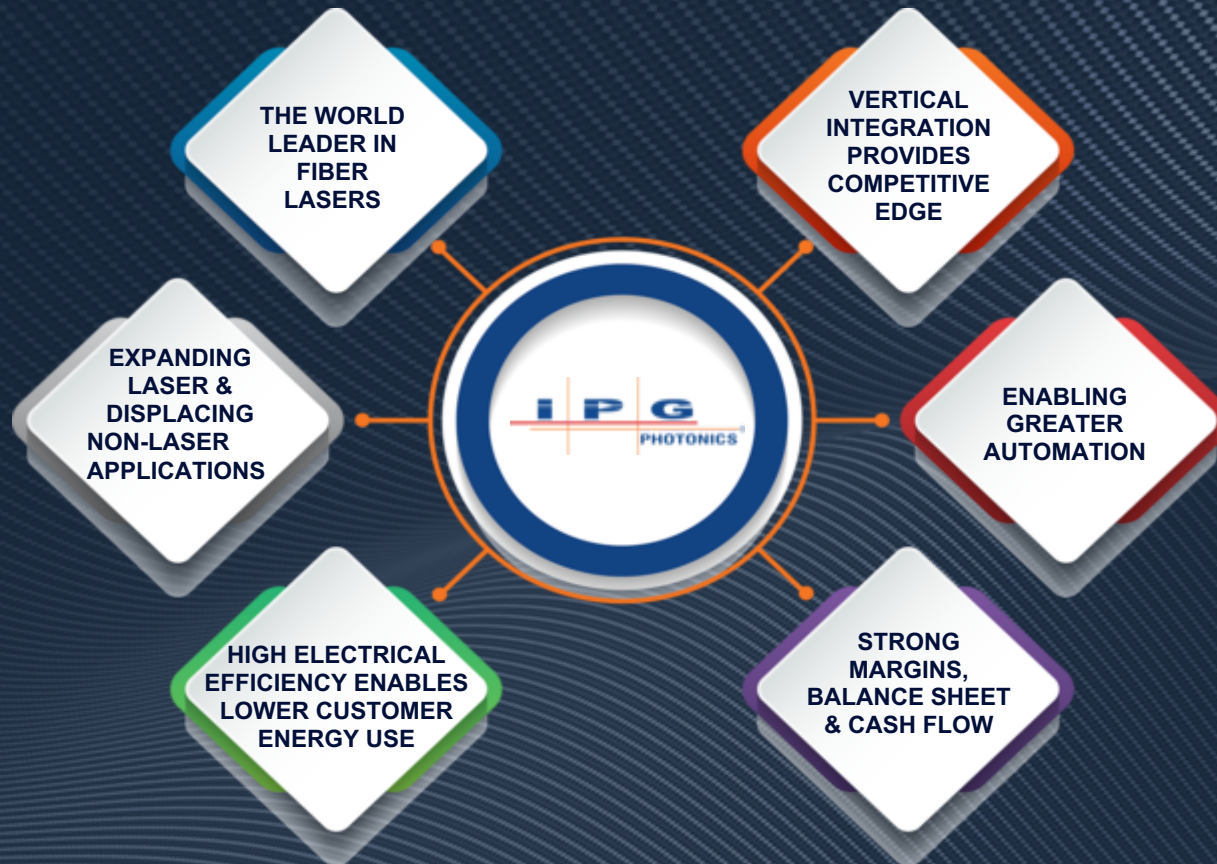 THE WORLD
LEADER IN
FIBER
LASERS
VERTICAL
INTEGRATION
PROVIDES
COMPETITIVE
EDGE
EXPANDING
LASER &
DISPLACING
NON-LASER
APPLICATIONS
IPG
PHOTONICS
ENABLING
GREATER
AUTOMATION
HIGH ELECTRICAL
EFFICIENCY ENABLES
LOWER CUSTOMER
ENERGY USE
STRONG
MARGINS,
BALANCE SHEET
& CASH FLOW